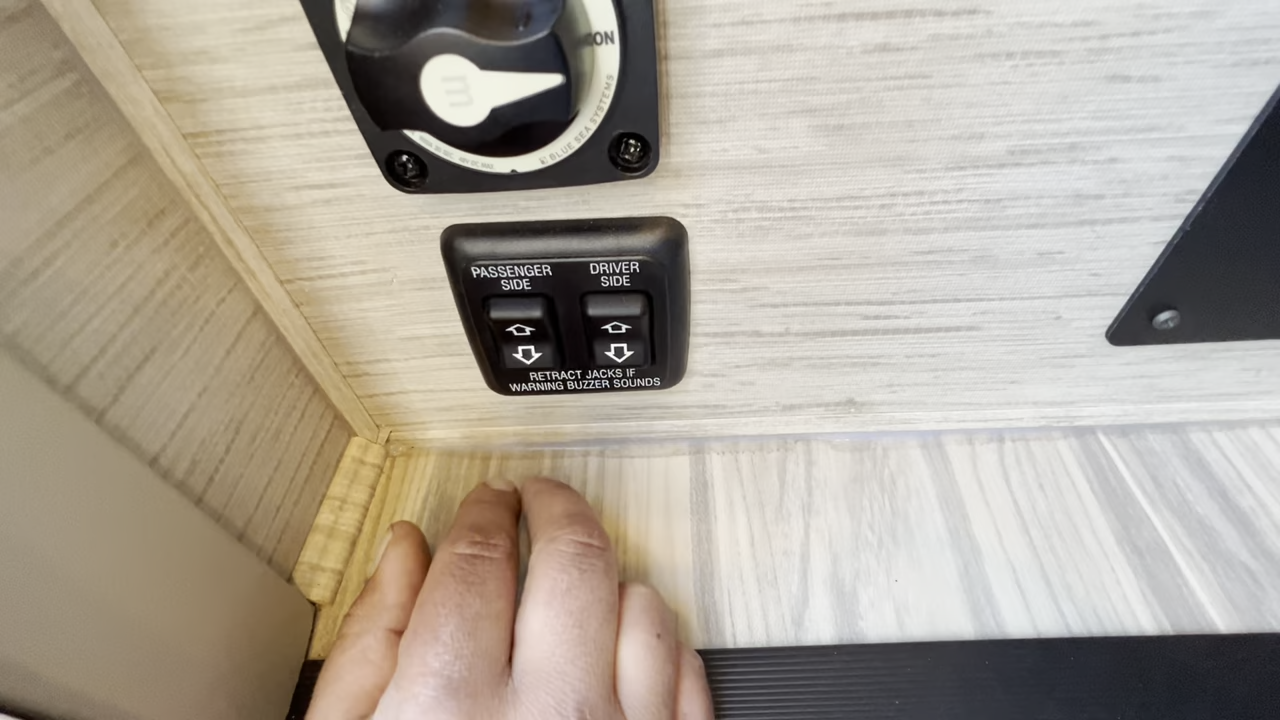 ON
m
BLUE SEA SYSTEMS
PASSENGER
SIDE
DRIVER
SIDE
RETRACT JACKS IF
WARNING BUZZER SOUNDS